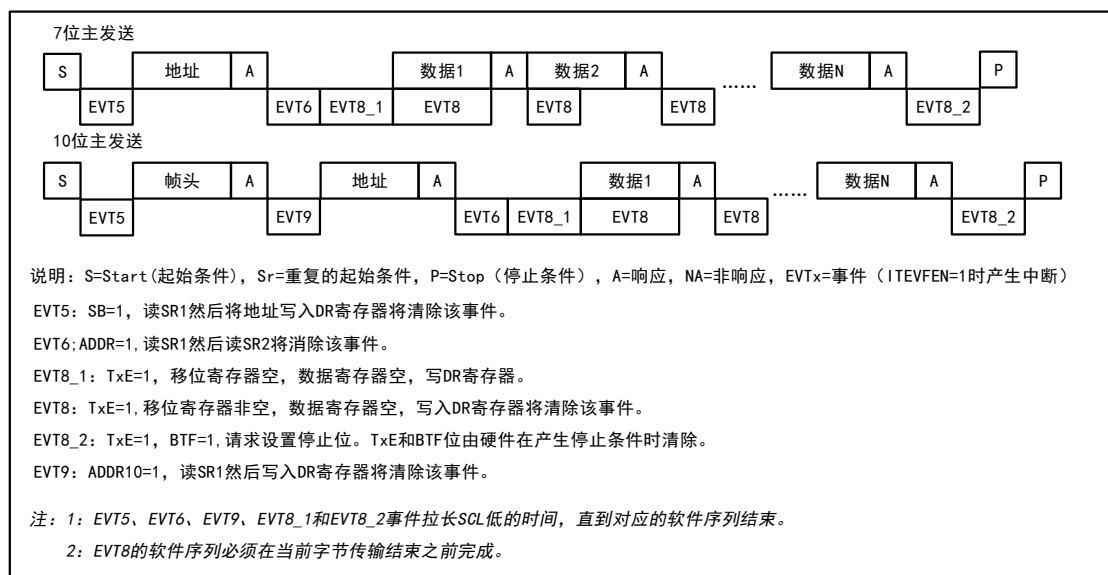 7位主发送
S 地址 A 数据1 A 数据2 A …… 数据N A P
EVT5 EVT6 EVT8_1 EVT8 EVT8 EVT8 EVT8_2
10位主发送
S 帧头 A 地址 A 数据1 A …… 数据N A P
EVT5 EVT9 EVT6 EVT8_1 EVT8 EVT8 EVT8_2
说明：S=Start(起始条件)，Sr=重复的起始条件，P=Stop（停止条件），A=响应，NA=非响应，EVTx=事件（ITEVFEN=1时产生中断）
EVT5：SB=1，读SR1然后将地址写入DR寄存器将清除该事件。
EVT6;ADDR=1,读SR1然后读SR2将消除该事件。
EVT8_1：TxE=1，移位寄存器空，数据寄存器空，写DR寄存器。
EVT8：TxE=1,移位寄存器非空，数据寄存器空，写入DR寄存器将清除该事件。
EVT8_2：TxE=1，BTF=1,请求设置停止位。TxE和BTF位由硬件在产生停止条件时清除。
EVT9：ADDR10=1，读SR1然后写入DR寄存器将清除该事件。
注：1：EVT5、EVT6、EVT9、EVT8_1和EVT8_2事件拉长SCL低的时间，直到对应的软件序列结束。
2：EVT8的软件序列必须在当前字节传输结束之前完成。